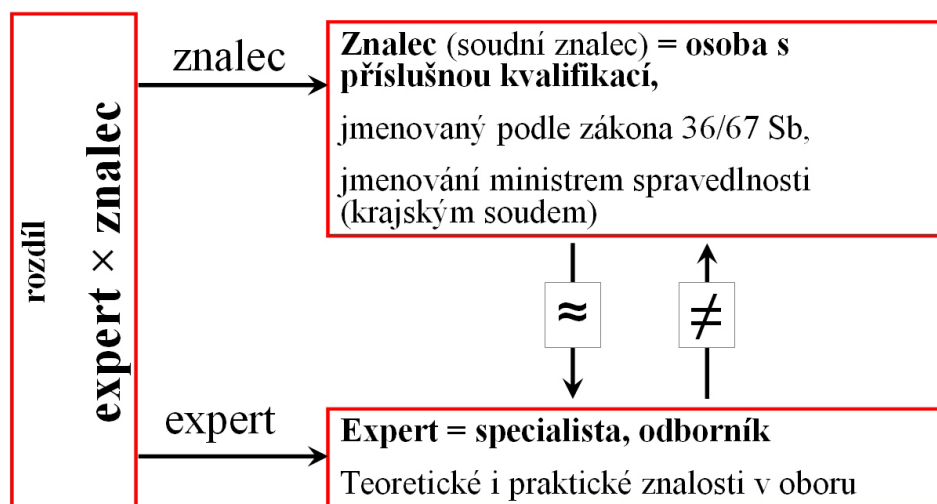 rozdíl
expert × znalec
znalec
Znalec (soudní znalec) = osoba s
příslušnou kvalifikací,
jmenovaný podle zákona 36/67 Sb,
jmenování ministrem spravedlnosti
(krajským soudem)
≈
≠
expert
Expert = specialista, odborník
Teoretické i praktické znalosti v oboru